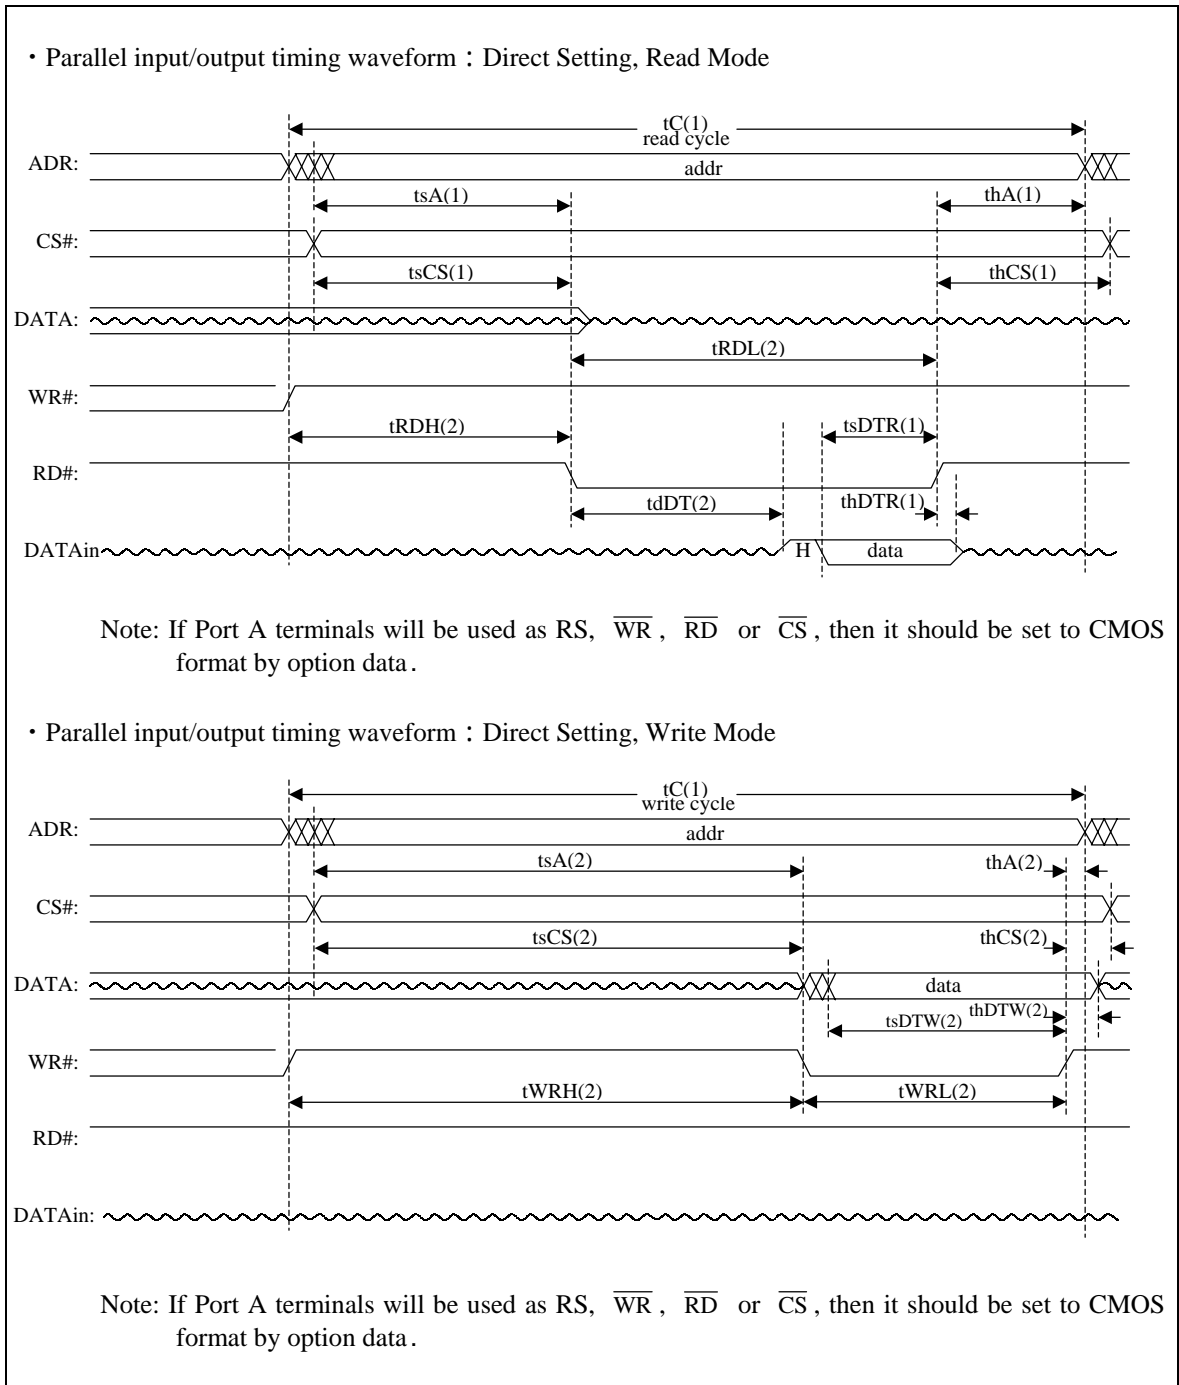 ・Parallel input/output timing waveform：Direct Setting, Read Mode
tC(1)
read cycle
ADR:
addr
tsA(1)
thA(1)
CS#:
tsCS(1)
thCS(1)
DATA:
tRDL(2)
WR#:
tRDH(2)
tsDTR(1)
RD#:
tdDT(2)
thDTR(1)
DATAin
H
data
Note: If Port A terminals will be used as RS, WR, RD or CS, then it should be set to CMOS
format by option data.
・Parallel input/output timing waveform：Direct Setting, Write Mode
tC(1)
write cycle
ADR:
addr
tsA(2)
thA(2)
CS#:
tsCS(2)
thCS(2)
DATA:
data
thDTW(2)
tsDTW(2)
WR#:
tWRH(2)
tWRL(2)
RD#:
DATAin:
Note: If Port A terminals will be used as RS, WR, RD or CS, then it should be set to CMOS
format by option data.